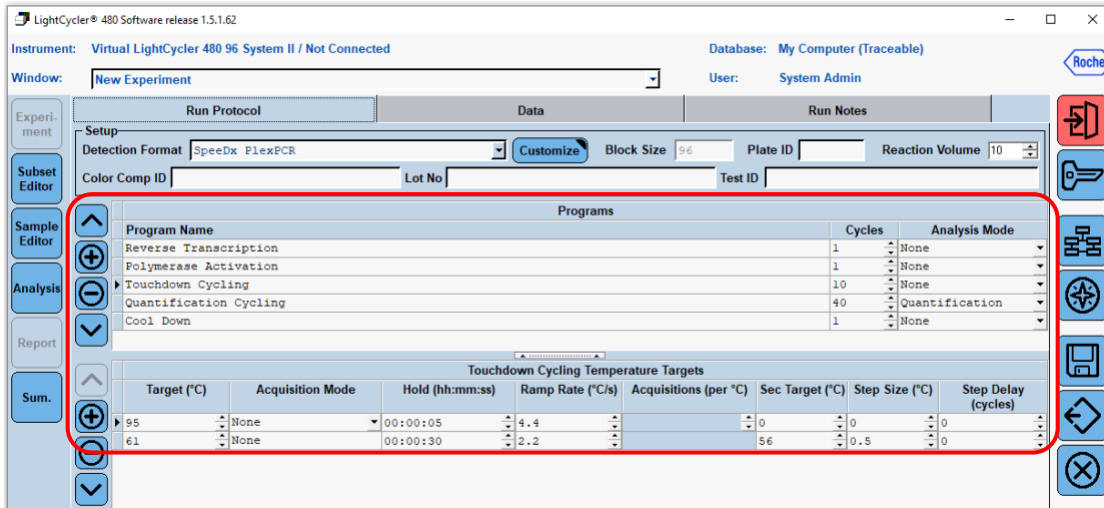 LightCycler® 480 Software release 1.5.1.62
Instrument: Virtual LightCycler 480 96 System II / Not Connected Database: My Computer (Traceable)
Window: New Experiment User: System Admin
Roche
Run Protocol Data Run Notes
Experi-
ment
Setup
Detection Format SpeeDx PlexPCR Customize Block Size 96 Plate ID Reaction Volume 10
Color Comp ID Lot No Test ID
Subset
Editor
Sample
Editor
Analysis
Report
Sum.
Programs
Program Name Cycles Analysis Mode
Reverse Transcription 1 None
Polymerase Activation 1 None
Touchdown Cycling 10 None
Quantification Cycling 40 Quantification
Cool Down 1 None
Touchdown Cycling Temperature Targets
Target (°C) Acquisition Mode Hold (hh:mm:ss) Ramp Rate (°C/s) Acquisitions (per °C) Sec Target (°C) Step Size (°C) Step Delay
(cycles)
95 None 00:00:05 4.4 0 0 0
61 None 00:00:30 2.2 56 0.5 0